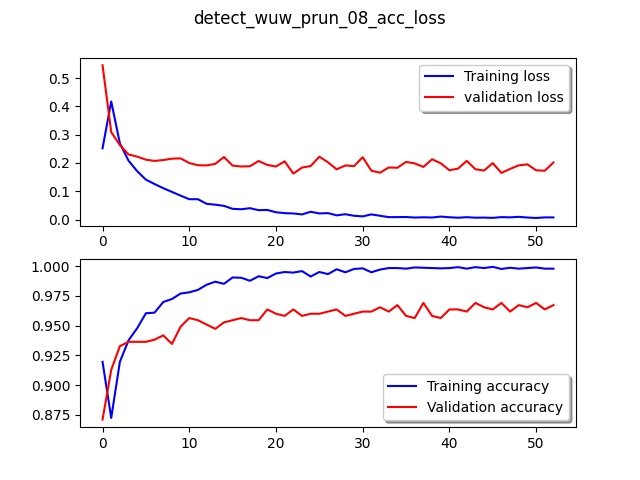 detect_wuw_prun_08_acc_loss
0.5
0.4
0.3
0.2
0.1
0.0
Training loss
validation loss
0 10 20 30 40 50
1.000
0.975
0.950
0.925
0.900
0.875
Training accuracy
Validation accuracy
0 10 20 30 40 50